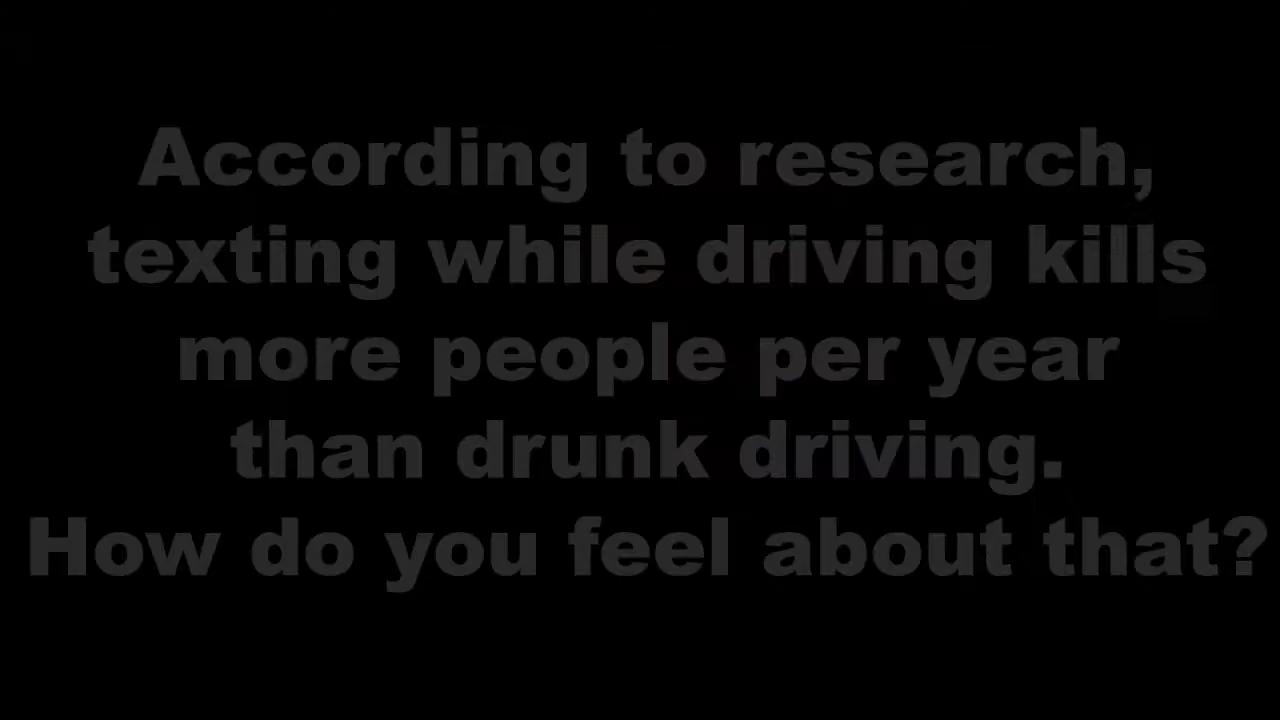 According to research,
texting while driving kills
more people per year
than drunk driving.
How do you feel about that?